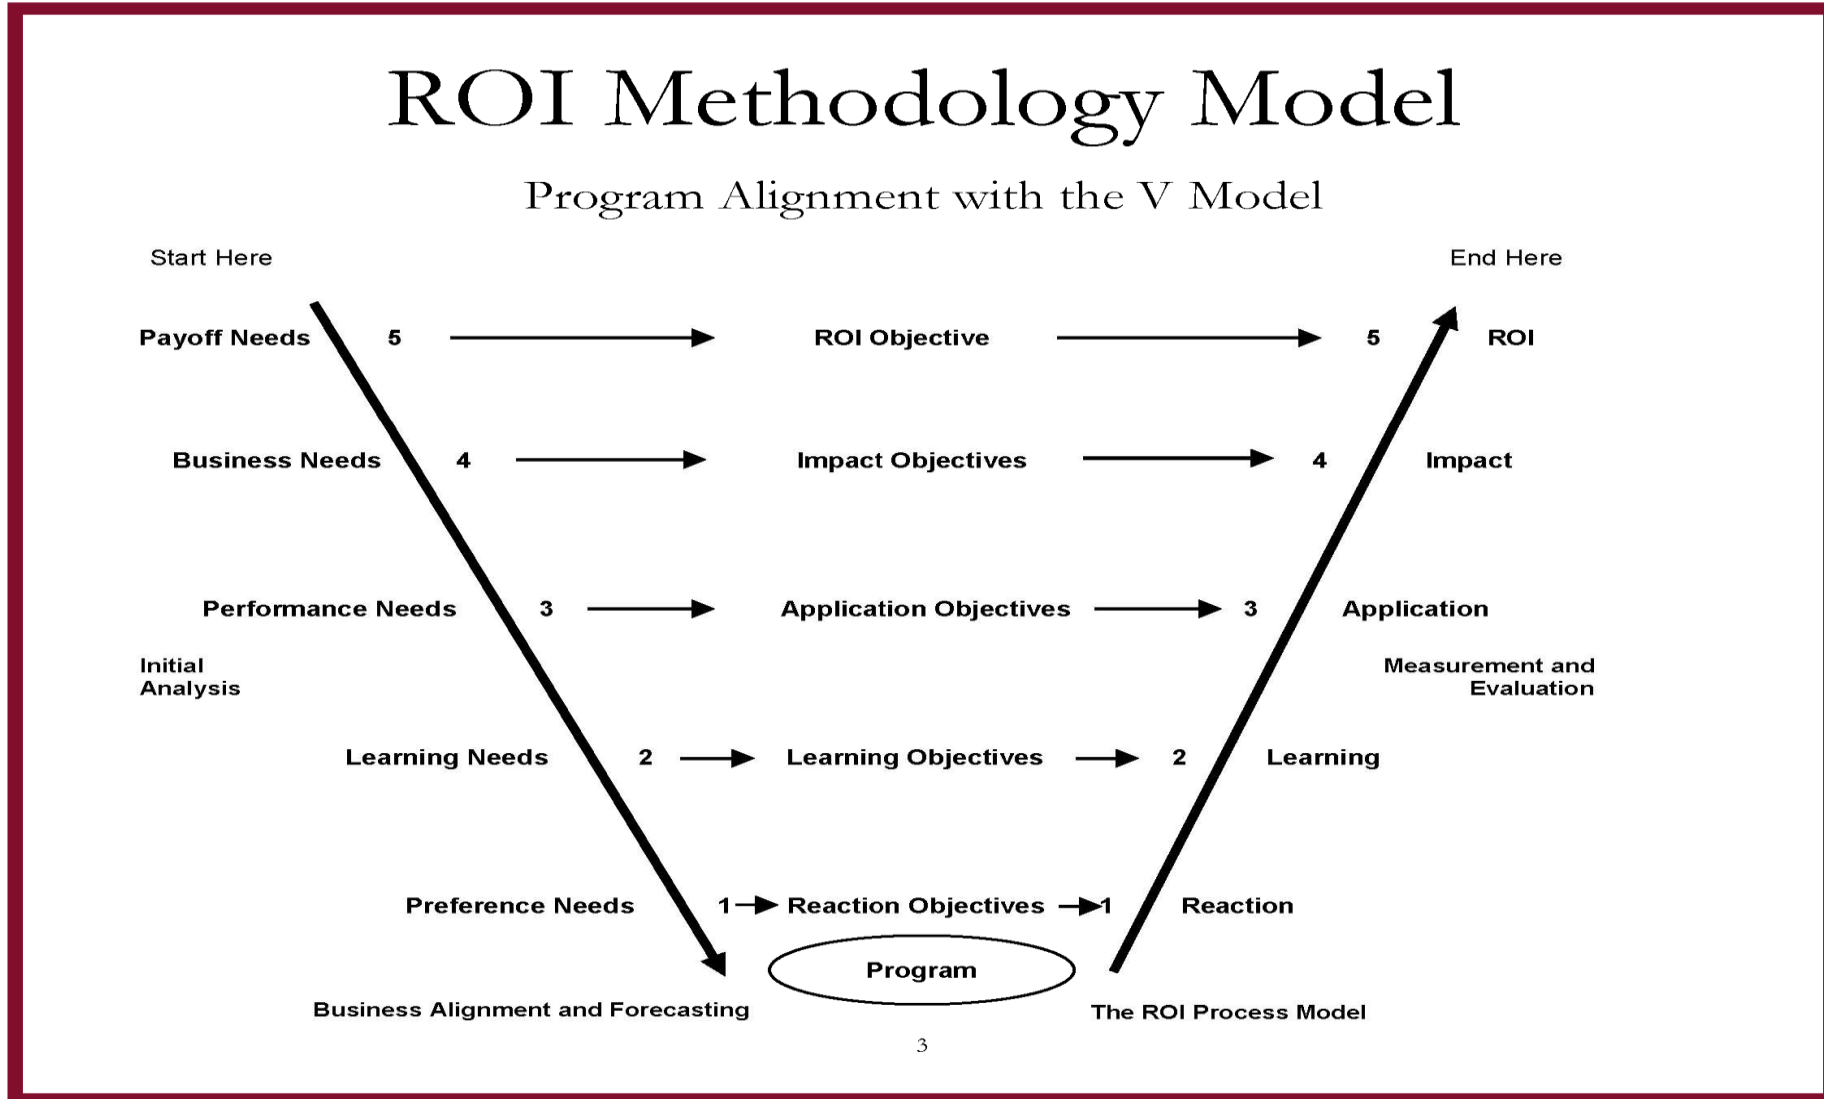 ROI Methodology Model
Program Alignment with the V Model
Start Here
End Here
Payoff Needs 5 ROI Objective 5 ROI
Business Needs 4 Impact Objectives 4 Impact
Performance Needs 3 Application Objectives 3 Application
Initial
Analysis
Measurement and
Evaluation
Learning Needs 2 Learning Objectives 2 Learning
Preference Needs 1 Reaction Objectives 1 Reaction
Program
Business Alignment and Forecasting
The ROI Process Model
3